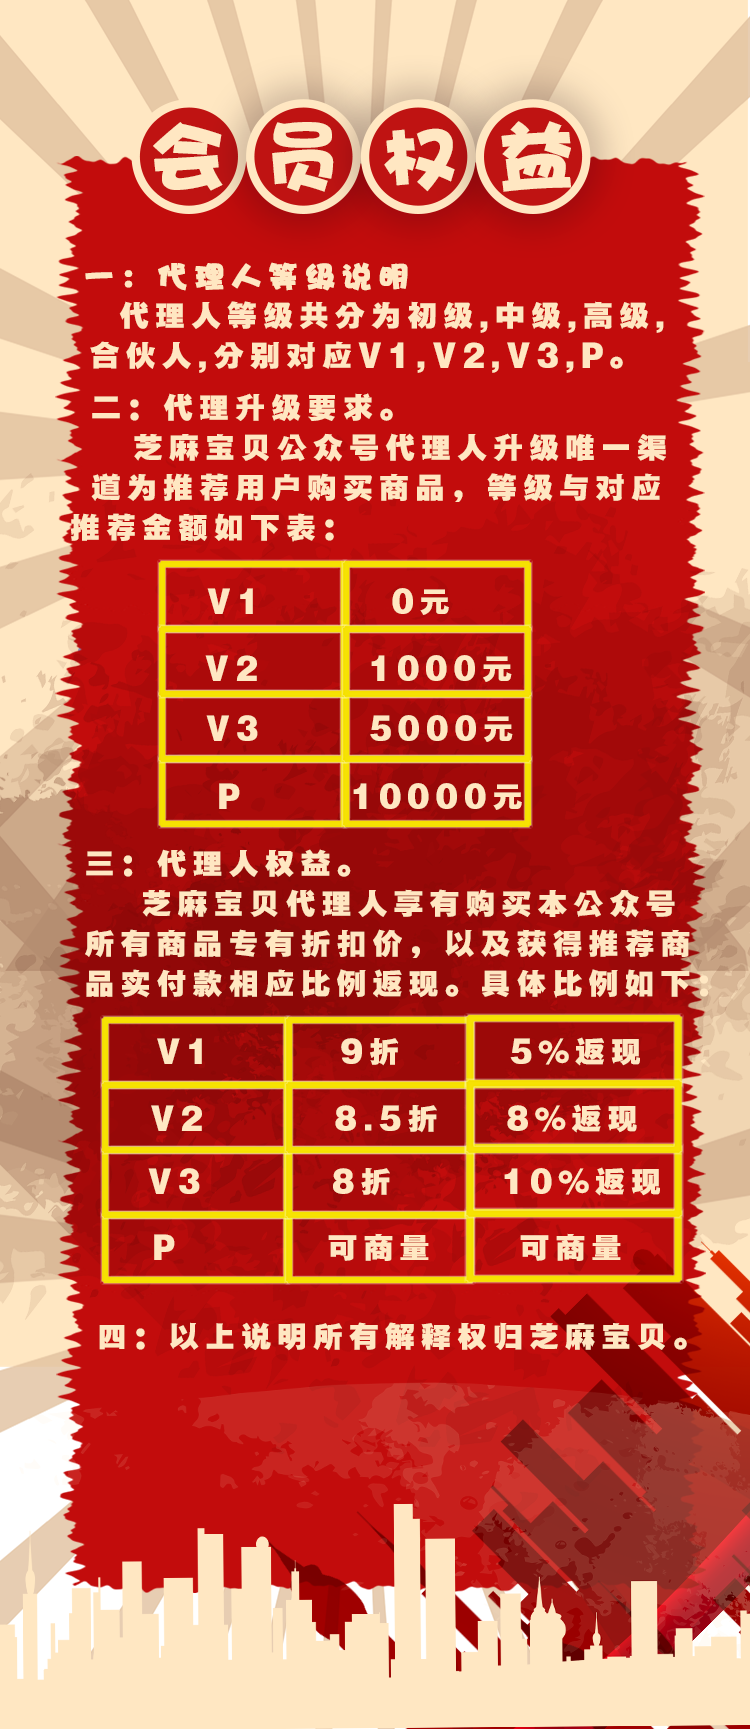 会员权益
一：代理人等级说明
代理人等级共分为初级,中级,高级,
合伙人,分别对应V1,V2,V3,P。
二：代理升级要求。
芝麻宝贝公众号代理人升级唯一渠
道为推荐用户购买商品，等级与对应
推荐金额如下表：
V1 0元
V2 1000元
V3 5000元
P 10000元
三：代理人权益。
芝麻宝贝代理人享有购买本公众号
所有商品专有折扣价，以及获得推荐商
品实付款相应比例返现。具体比例如下：
V1 9折 5%返现
V2 8.5折 8%返现
V3 8折 10%返现
P 可商量 可商量
四：以上说明所有解释权归芝麻宝贝。